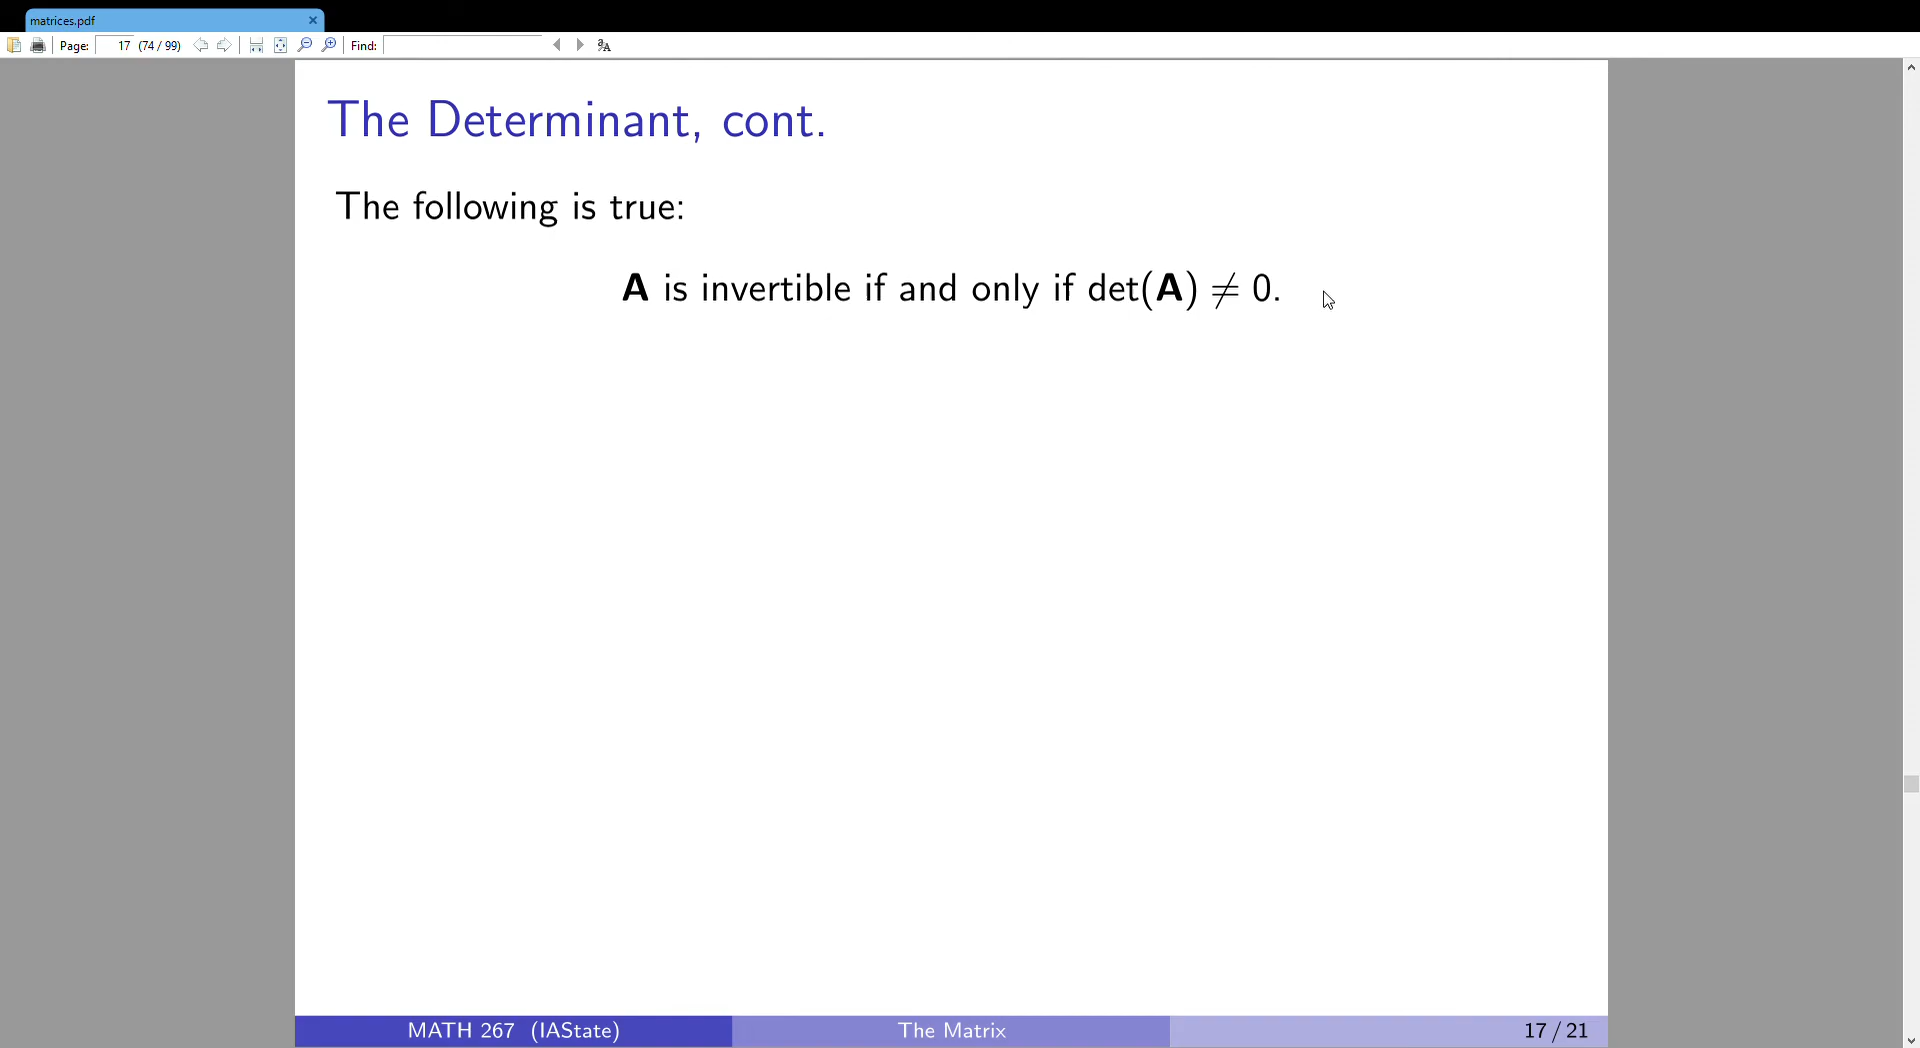 matrices.pdf
Page: 17 (74 / 99) Find:
The Determinant, cont.
The following is true:
A is invertible if and only if det(A) ≠ 0.
MATH 267 (IAState) The Matrix 17 / 21